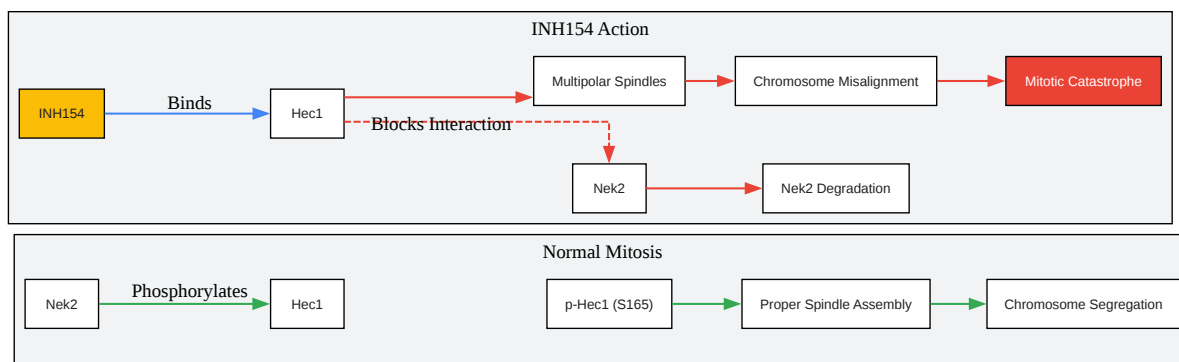 INH154 Action
INH154
Binds
Hec1
Blocks Interaction
Multipolar Spindles
Chromosome Misalignment
Mitotic Catastrophe
Nek2
Nek2 Degradation
Normal Mitosis
Nek2
Phosphorylates
Hec1
p-Hec1 (S165)
Proper Spindle Assembly
Chromosome Segregation